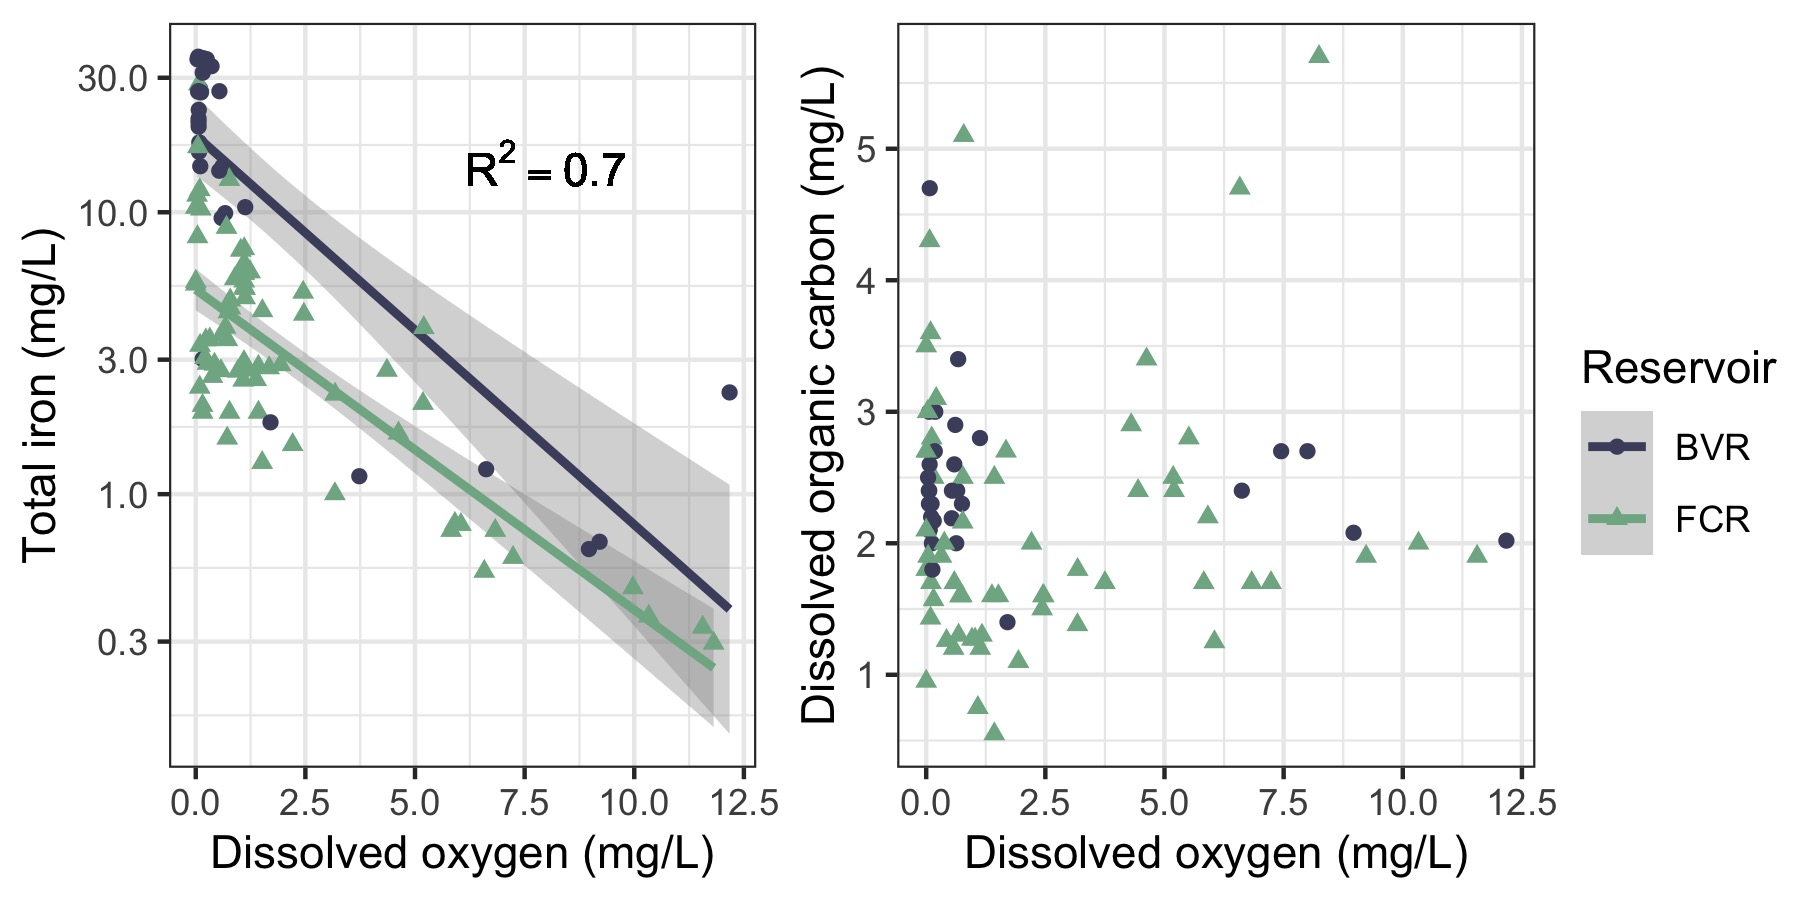 Total iron (mg/L)
30.0
10.0
3.0
1.0
0.3
R² = 0.7
0.0 2.5 5.0 7.5 10.0 12.5
Dissolved oxygen (mg/L)
Dissolved organic carbon (mg/L)
5
4
3
2
1
0.0 2.5 5.0 7.5 10.0 12.5
Dissolved oxygen (mg/L)
Reservoir
BVR
FCR